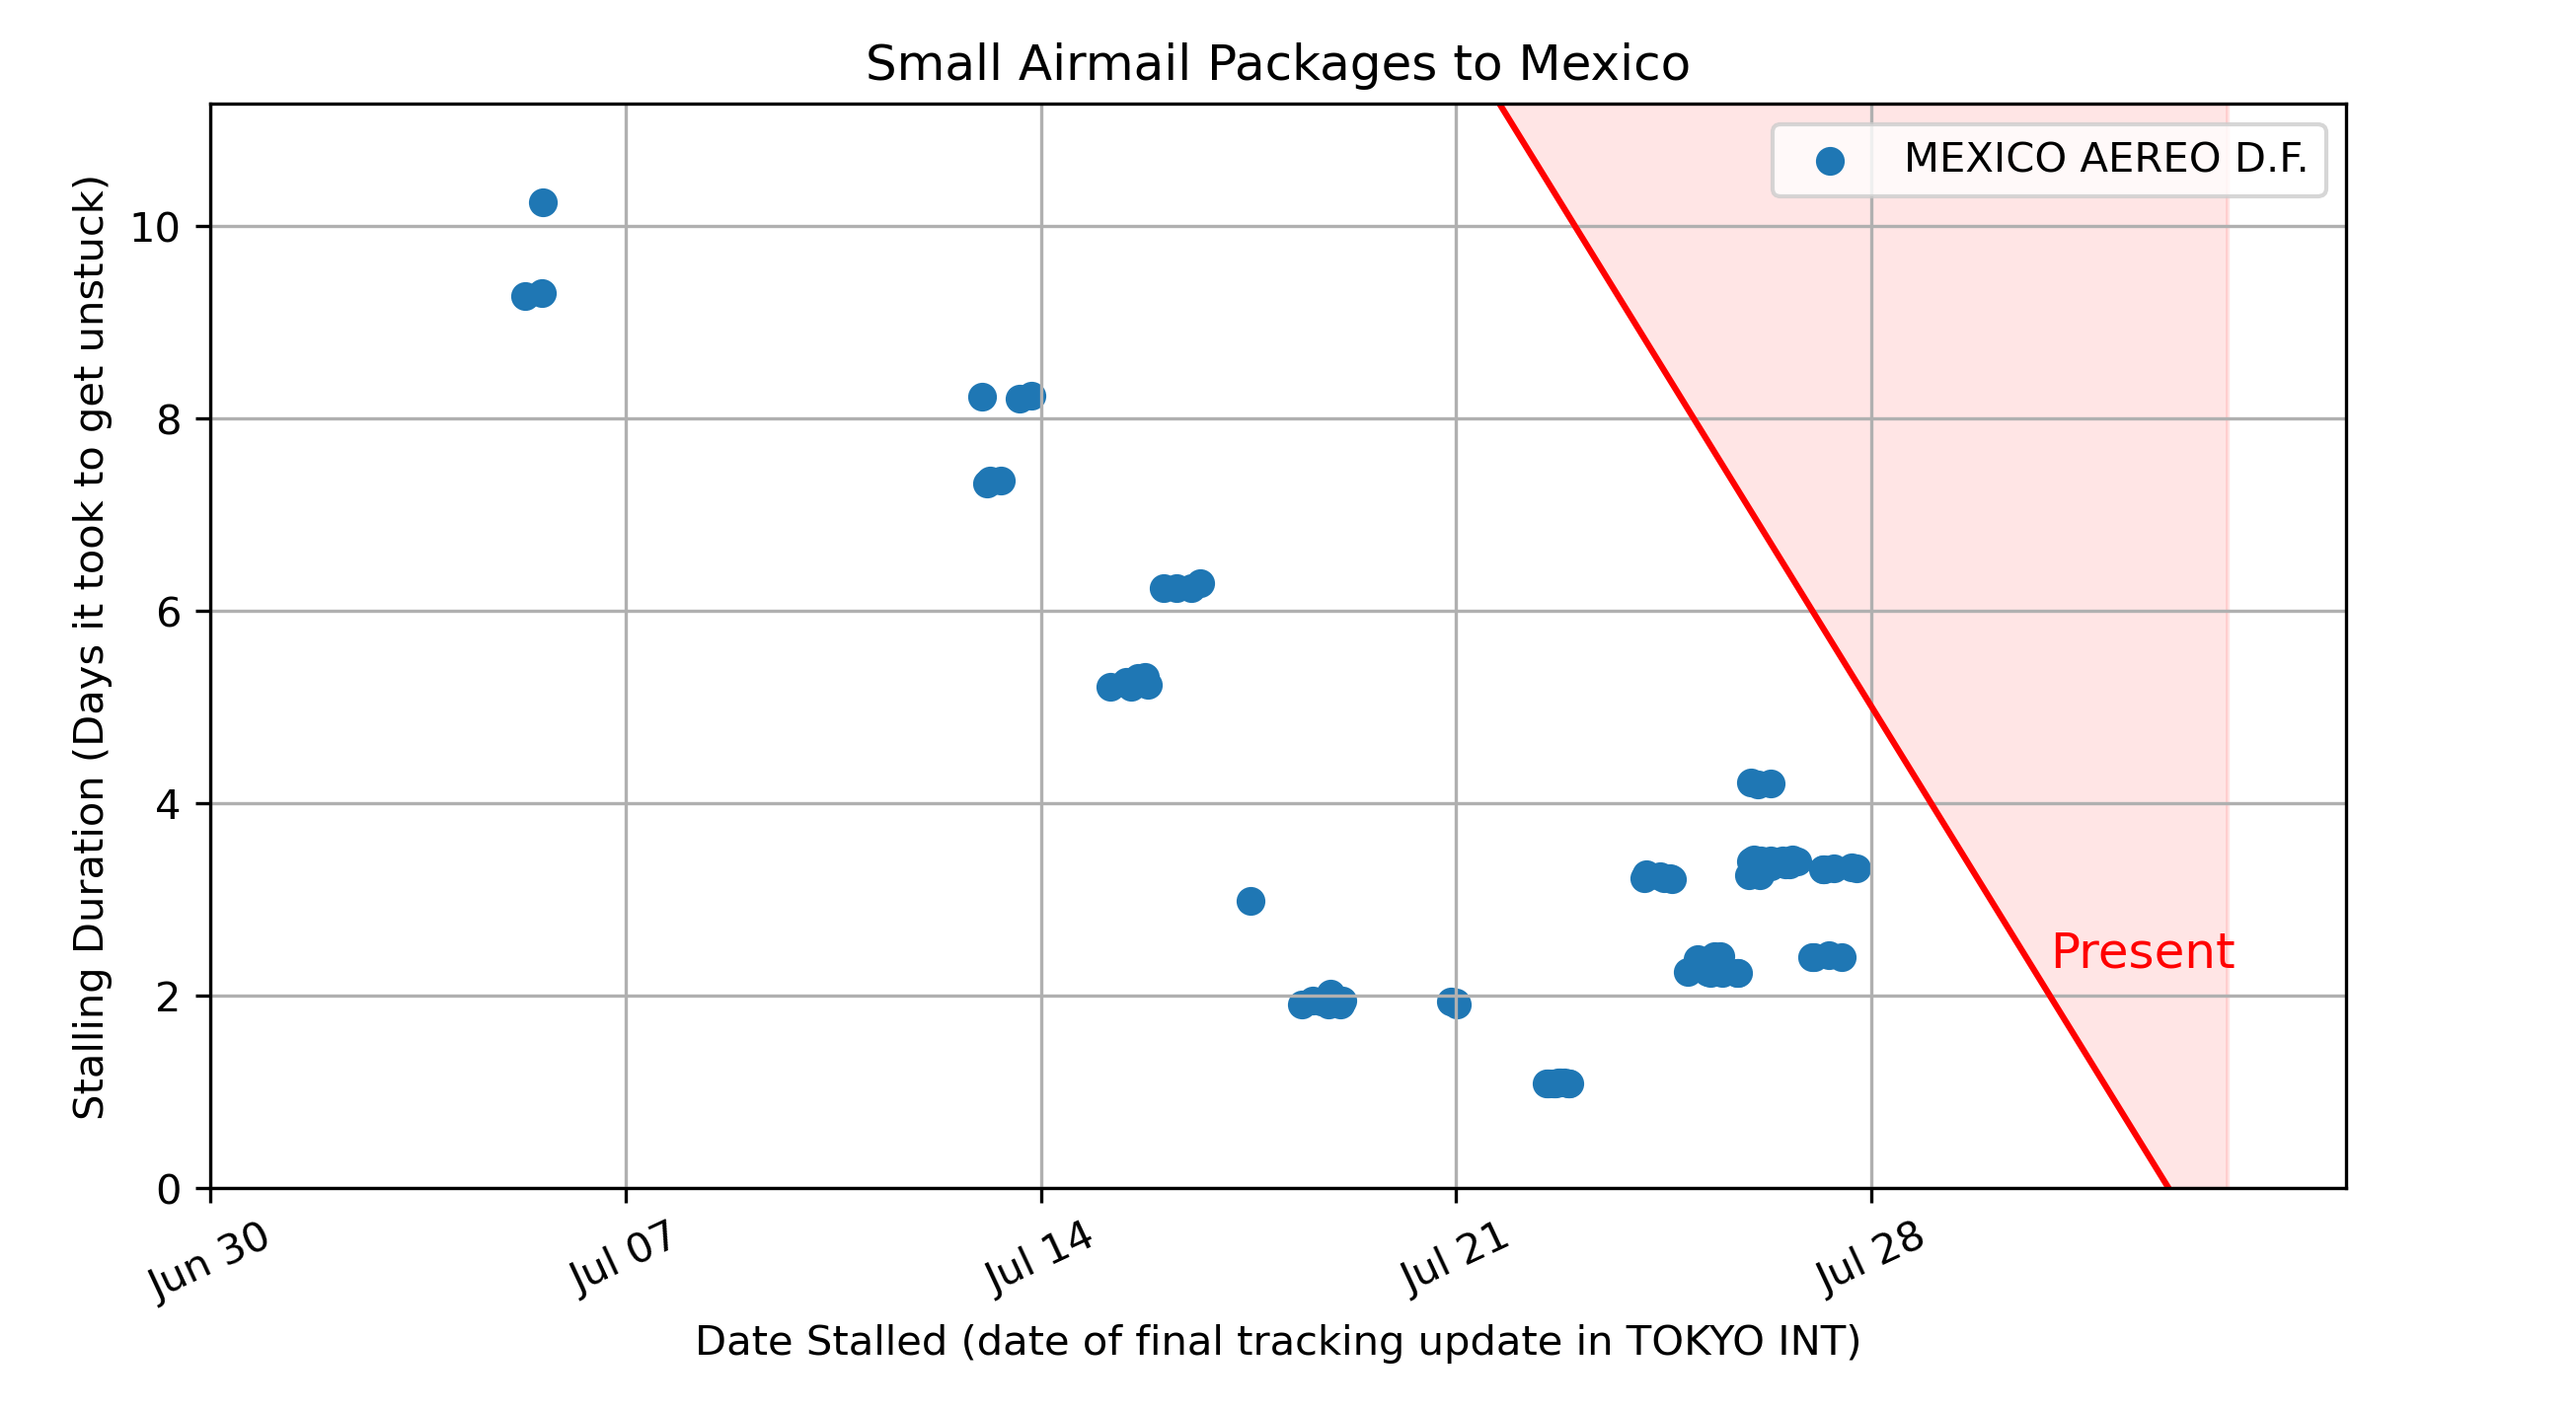 Small Airmail Packages to Mexico
MEXICO AEREO D.F.
Stalling Duration (Days it took to get unstuck)
10
8
6
4
2
0
Present
Jun 30
Jul 07
Jul 14
Jul 21
Jul 28
Date Stalled (date of final tracking update in TOKYO INT)